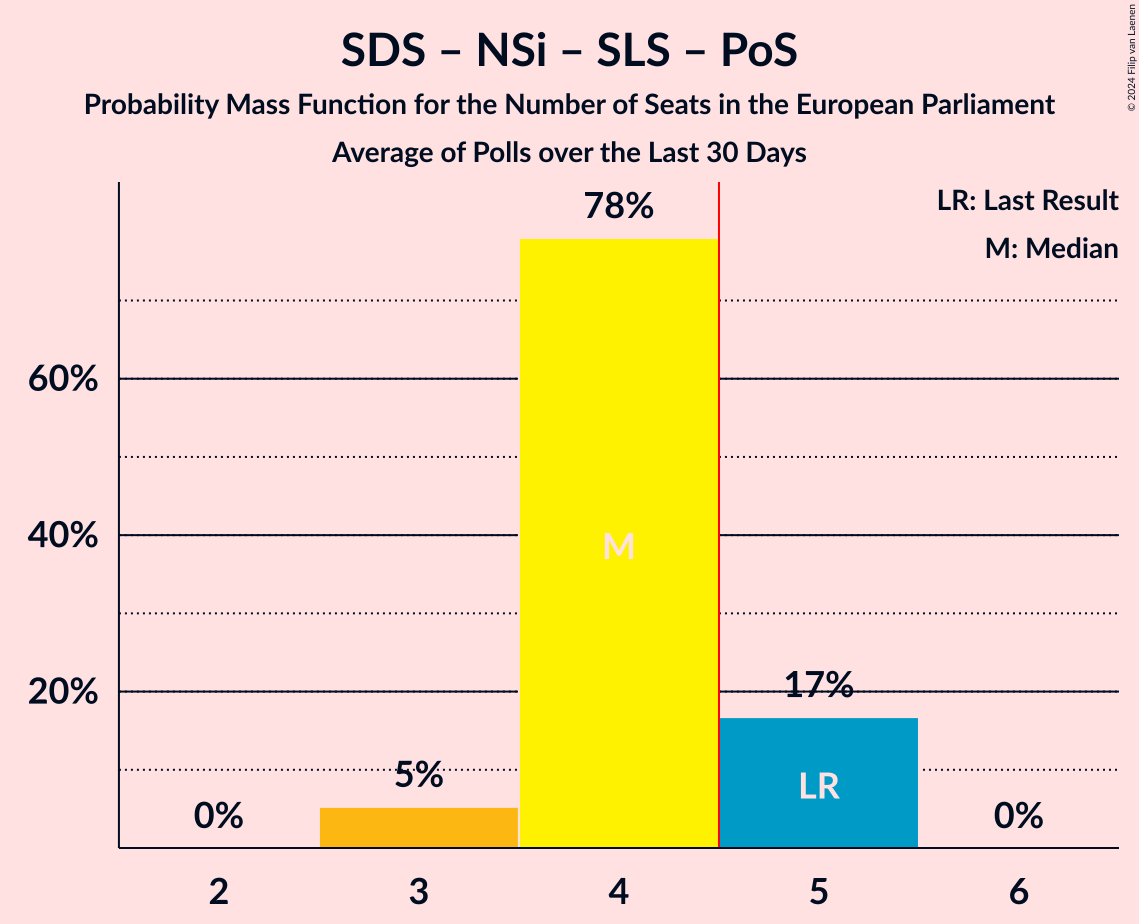 SDS – NSi – SLS – PoS
Probability Mass Function for the Number of Seats in the European Parliament
Average of Polls over the Last 30 Days
© 2024 Filip van Laenen
LR: Last Result
M: Median
78%
60%
40%
M
20%
17%
5%
LR
0%
0%
2 3 4 5 6